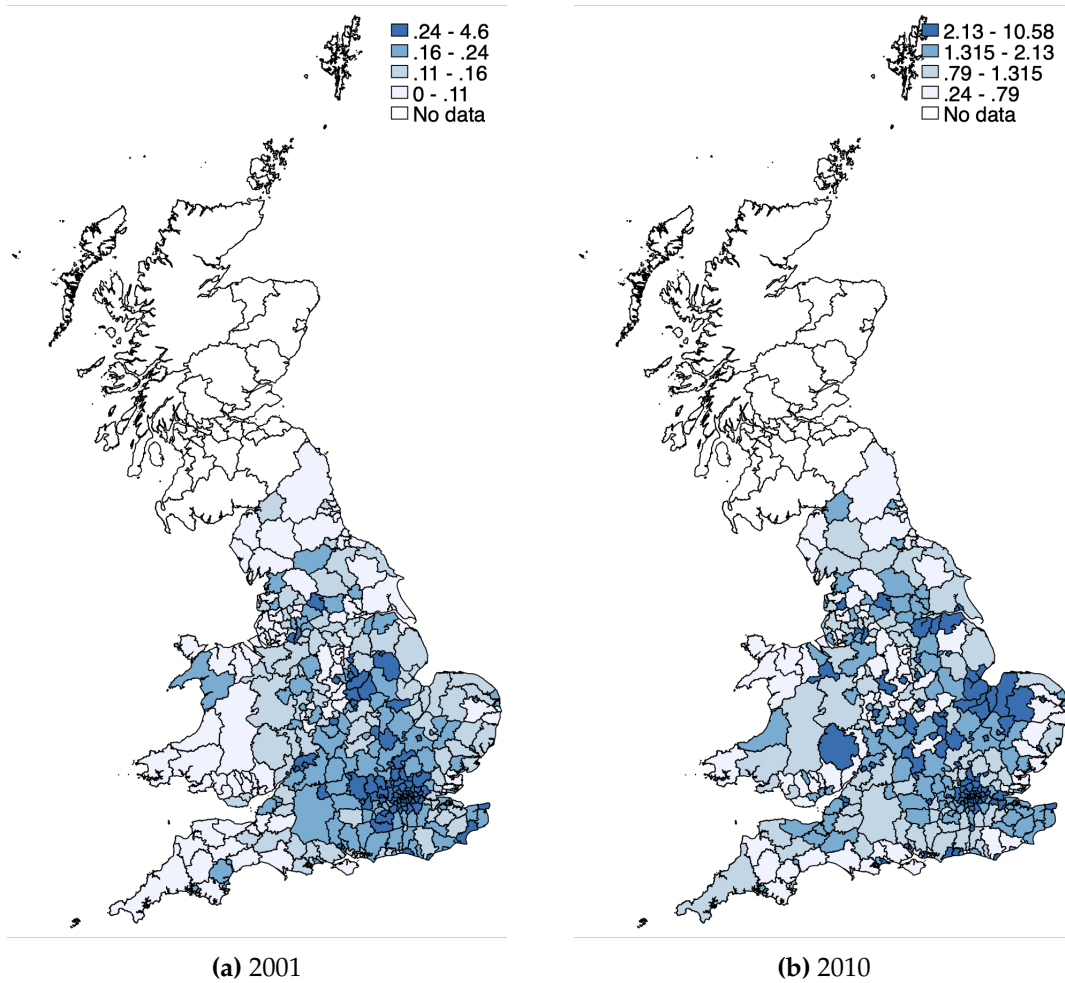 .24 - 4.6
.16 - .24
.11 - .16
0 - .11
No data
2.13 - 10.58
1.315 - 2.13
.79 - 1.315
.24 - .79
No data
(a) 2001
(b) 2010